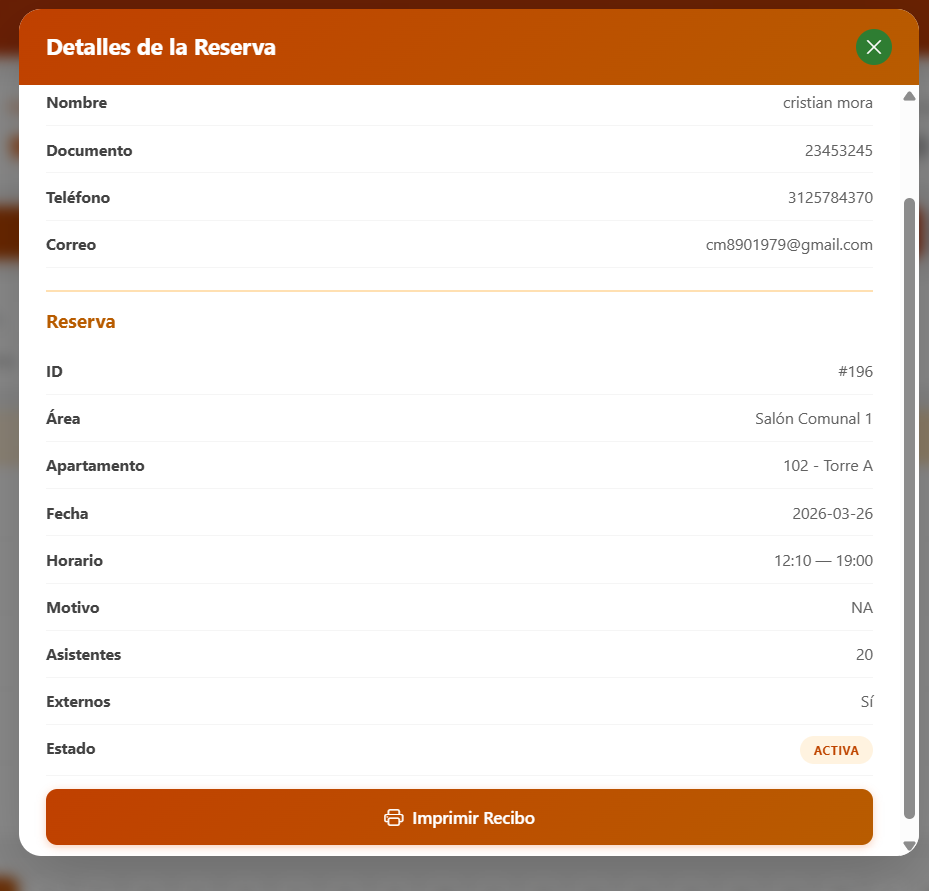 Detalles de la Reserva
Nombre cristian mora
Documento 23453245
Teléfono 3125784370
Correo cm8901979@gmail.com
Reserva
ID #196
Área Salón Comunal 1
Apartamento 102 - Torre A
Fecha 2026-03-26
Horario 12:10 — 19:00
Motivo NA
Asistentes 20
Externos Sí
Estado ACTIVA
Imprimir Recibo